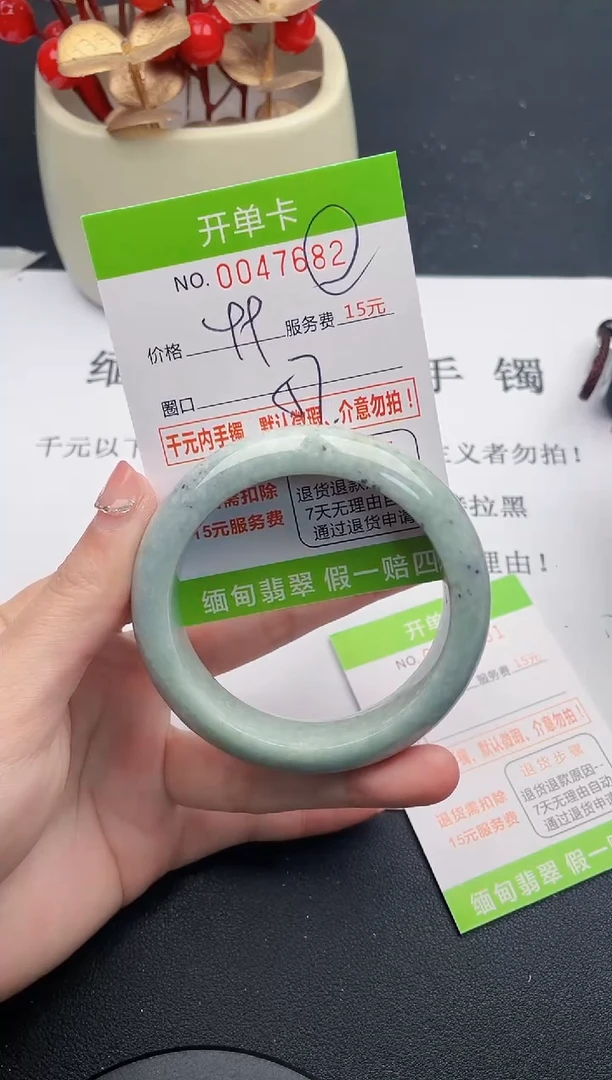 开单卡
NO. 0047682
价格 99 服务费 15元
圈口
千元内手镯、默认微瑕、介意勿拍！
需扣除
15元服务费
退货退款
7天无理由自
通过退货申请
缅甸翡翠 假一赔四
缅
手镯
千元以下
主义者勿拍！
拉黑
理由！
开单
NO.
服务费 15元
默认微瑕、介意勿拍！
退货需扣除
15元服务费
退货步骤
退货退款原因--
7天无理由自动
通过退货申
缅甸翡翠 假一